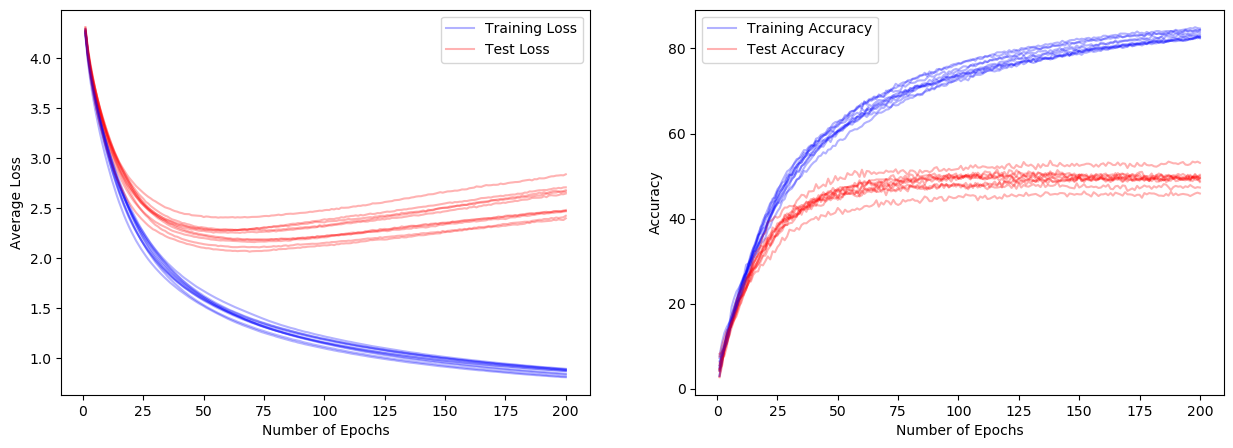 Training Loss
Test Loss
4.0
3.5
3.0
2.5
2.0
1.5
1.0
Average Loss
0 25 50 75 100 125 150 175 200
Number of Epochs
Training Accuracy
Test Accuracy
80
60
40
20
0
Accuracy
0 25 50 75 100 125 150 175 200
Number of Epochs